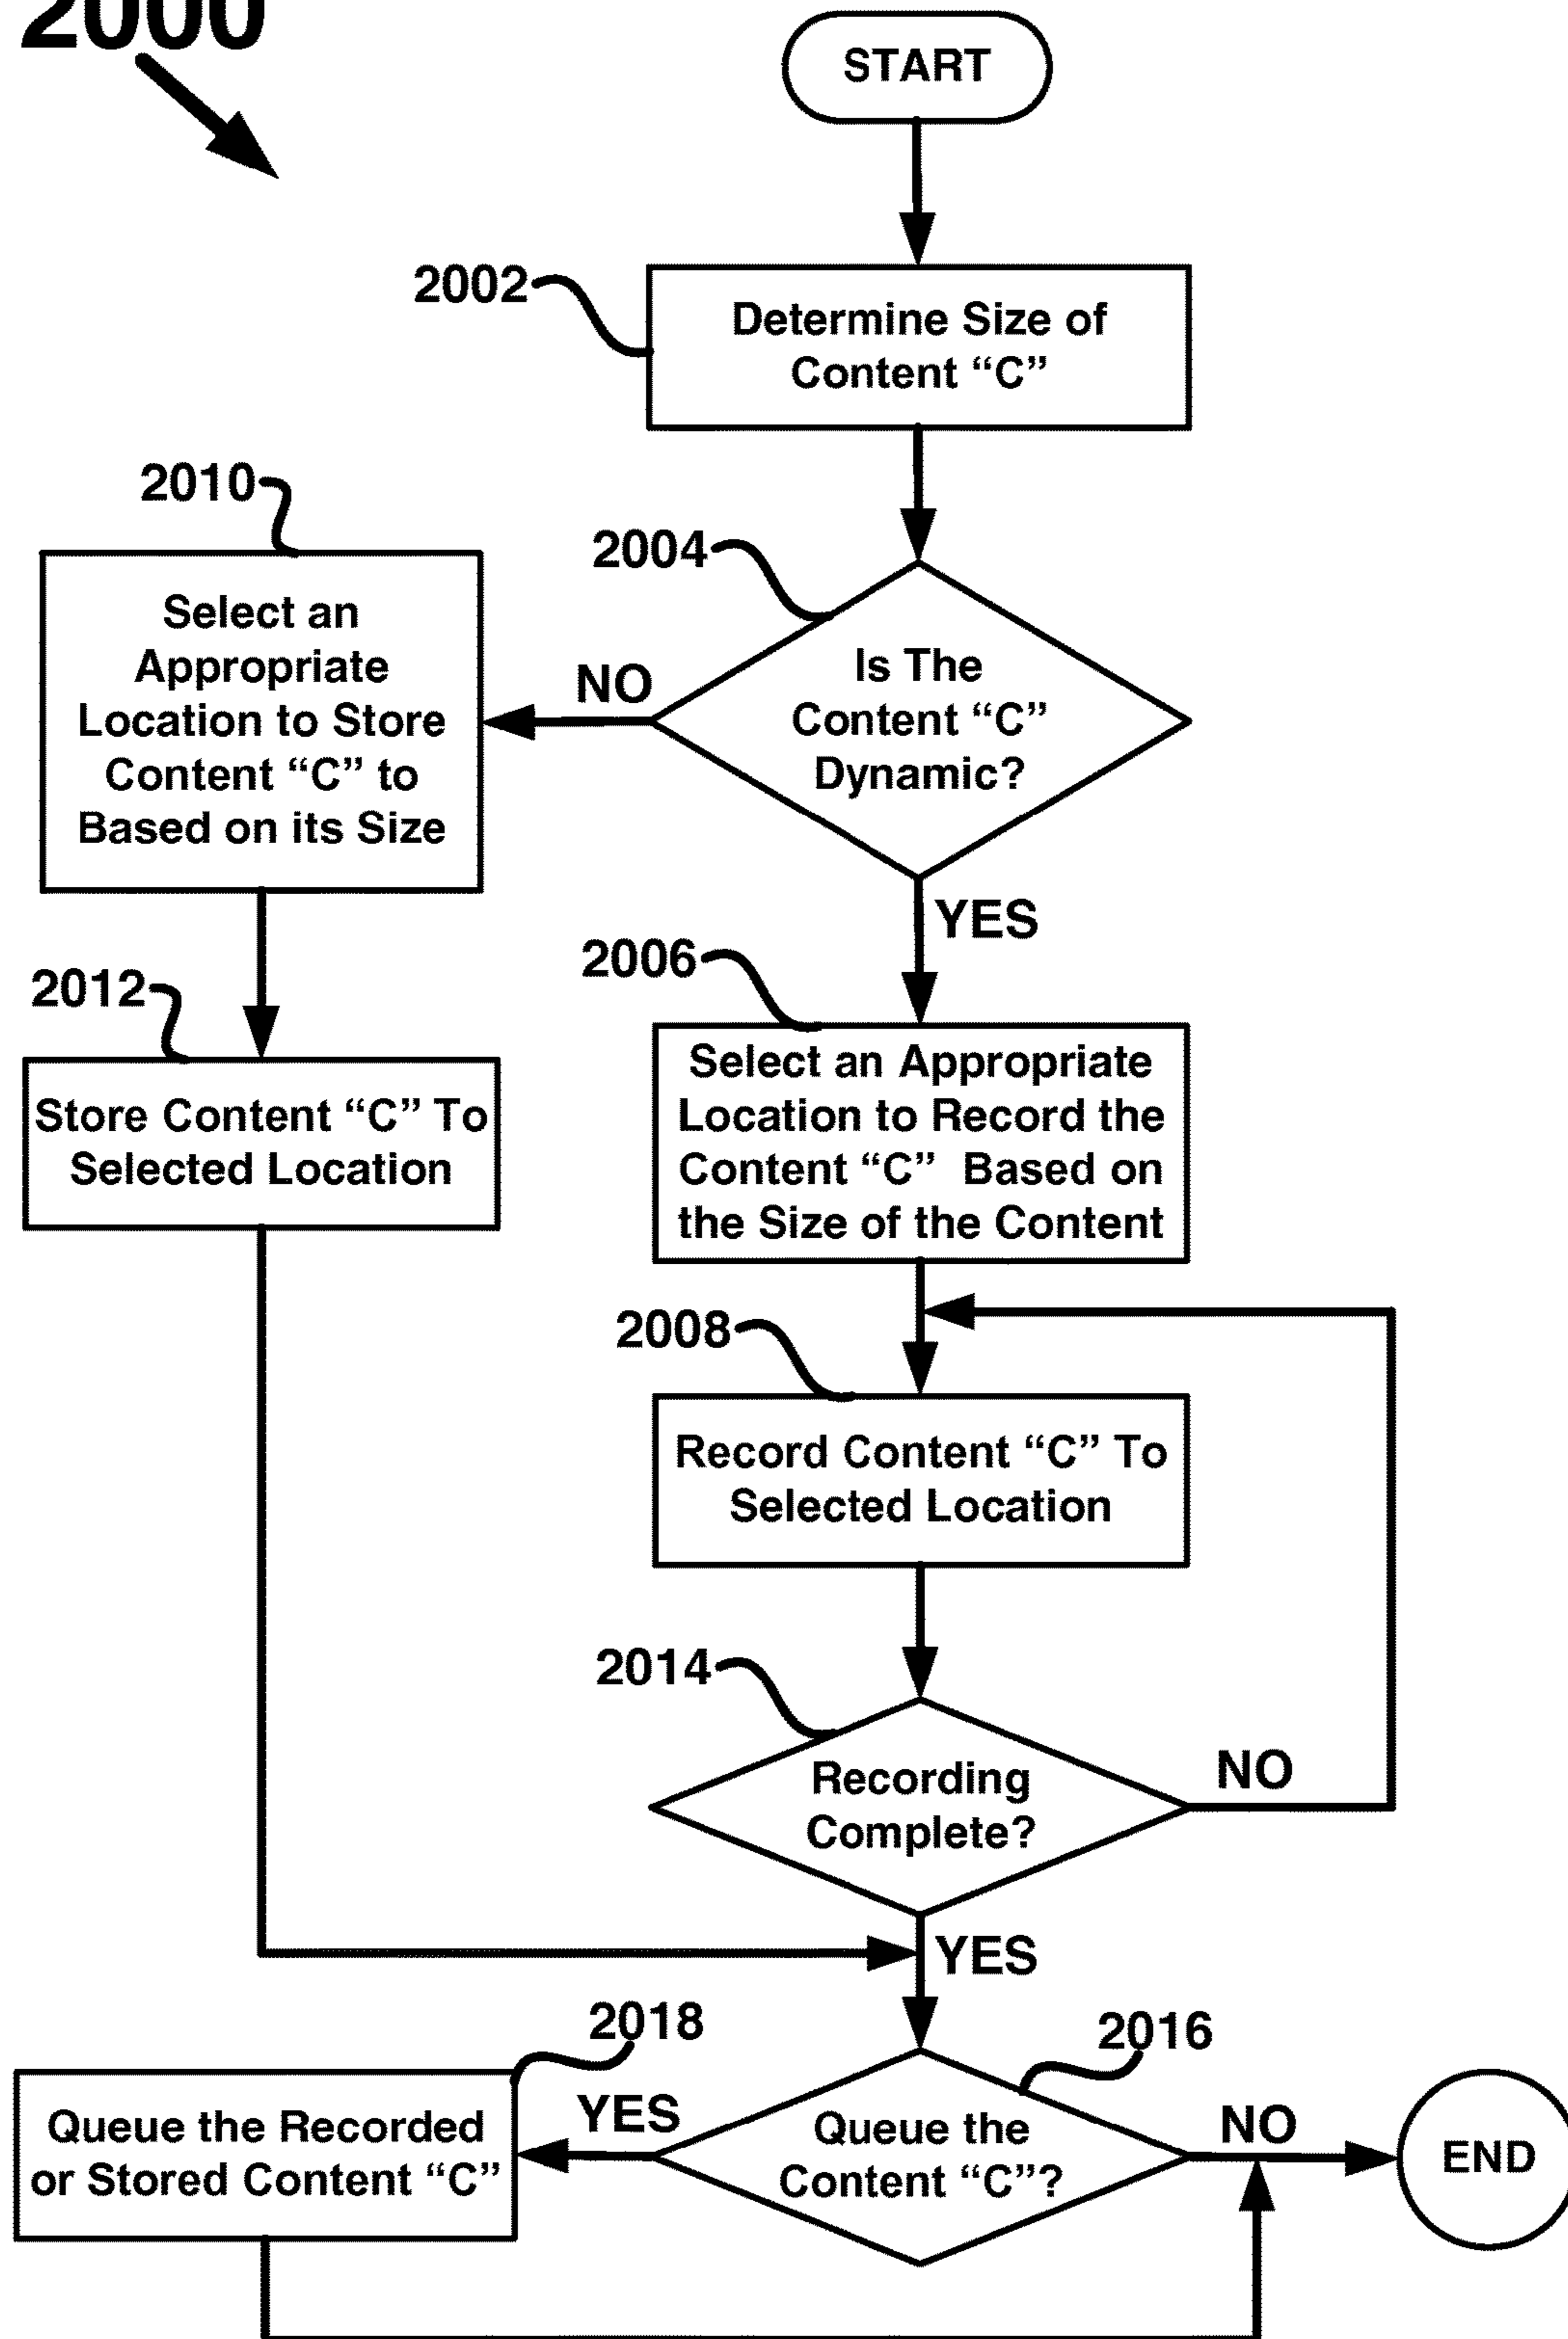 2000
START
2002
Determine Size of
Content “C”
2010
2004
Select an
Appropriate
Location to Store
Content “C” to
Based on its Size
NO
Is The
Content “C”
Dynamic?
YES
2006
2012
Store Content “C” To
Selected Location
Select an Appropriate
Location to Record the
Content “C” Based on
the Size of the Content
2008
Record Content “C” To
Selected Location
2014
Recording
Complete?
NO
YES
2018
2016
Queue the Recorded
or Stored Content “C”
YES
Queue the
Content “C”?
NO
END